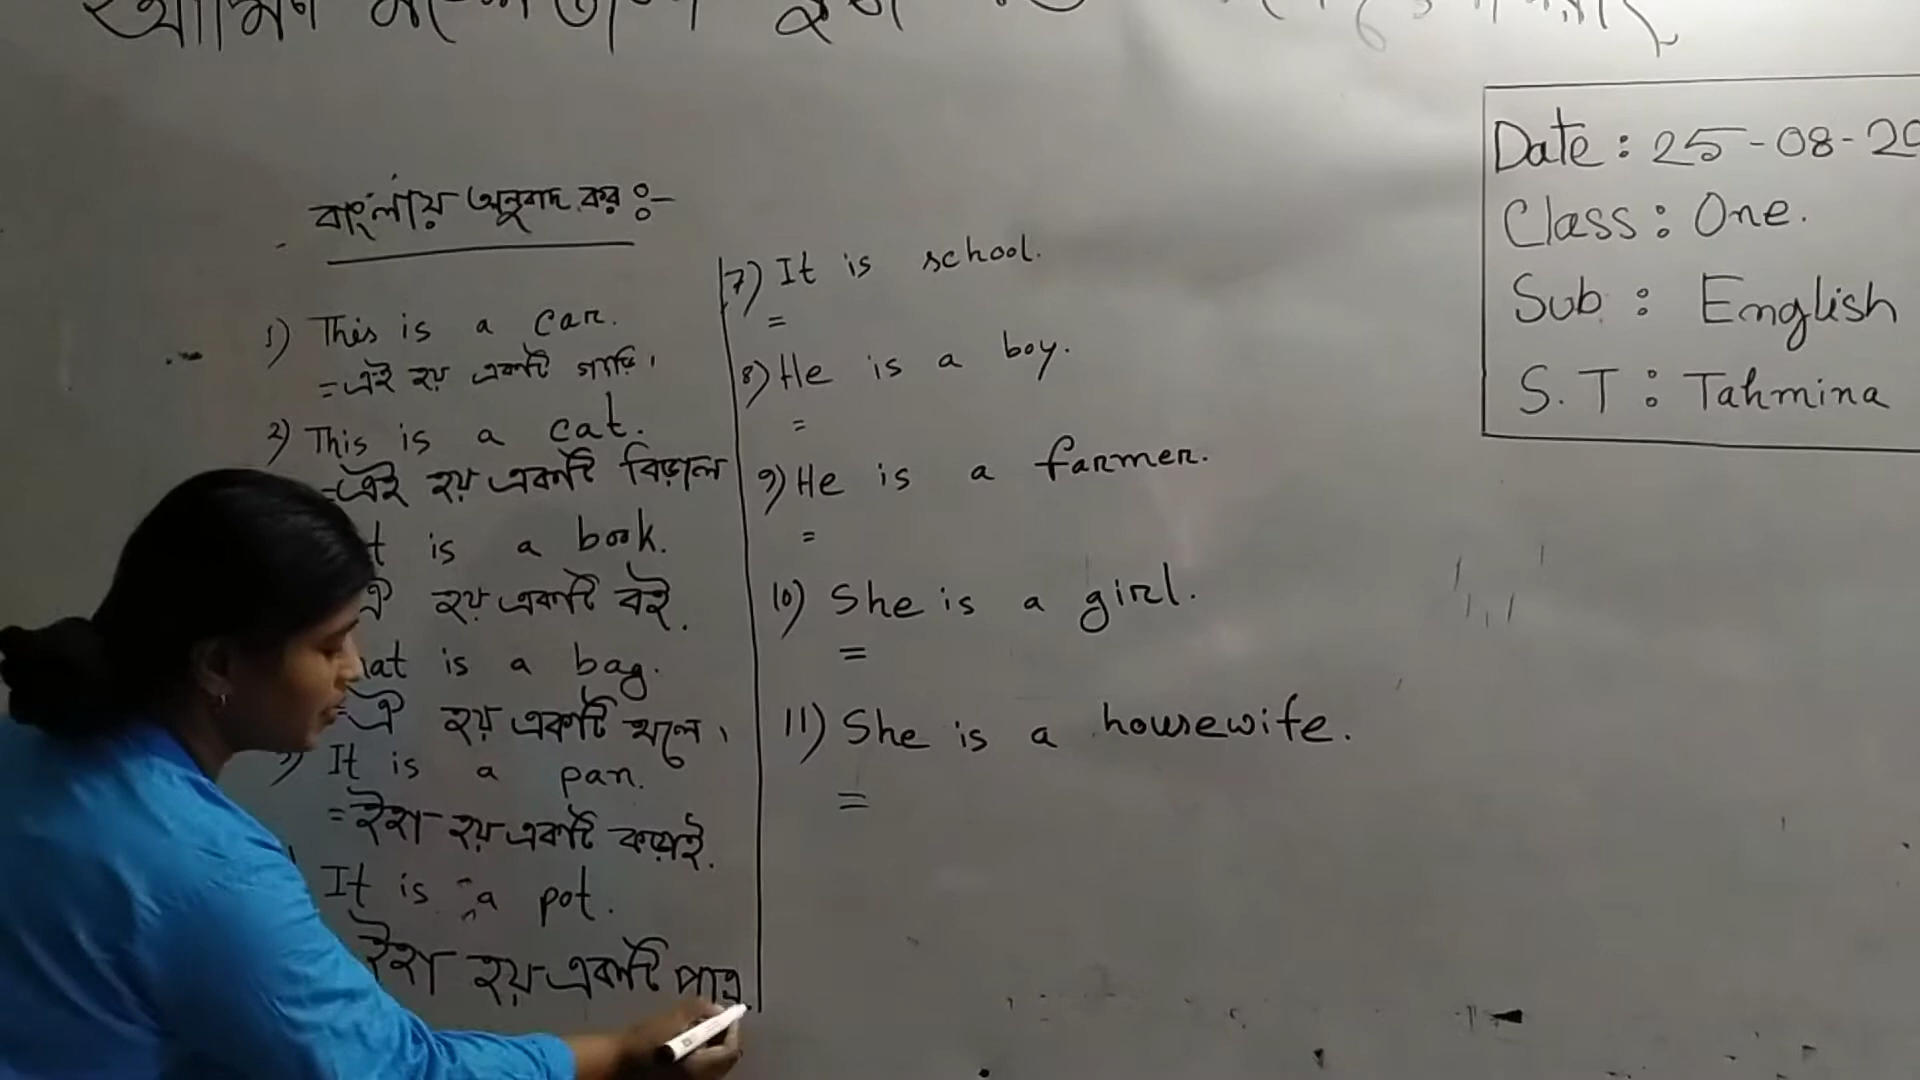 বাংলায় অনুবাদ কর ঃ-
1) This is a car.
= এই হয় একটি গাড়ি।
2) This is a cat.
= এই হয় একটি বিড়াল
is a book.
ঐ হয় একটি বই.
is a bag.
= ঐ হয় একটি থলে।
It is a pan.
= ইহা হয় একটি কড়াই.
It is a pot.
ইহা হয় একটি পাত্র
7) It is school.
=
8) He is a boy.
=
9) He is a farmer.
=
10) She is a girl.
=
11) She is a housewife.
=
Date : 25-08-20
Class : One.
Sub : English
S.T : Tahmina